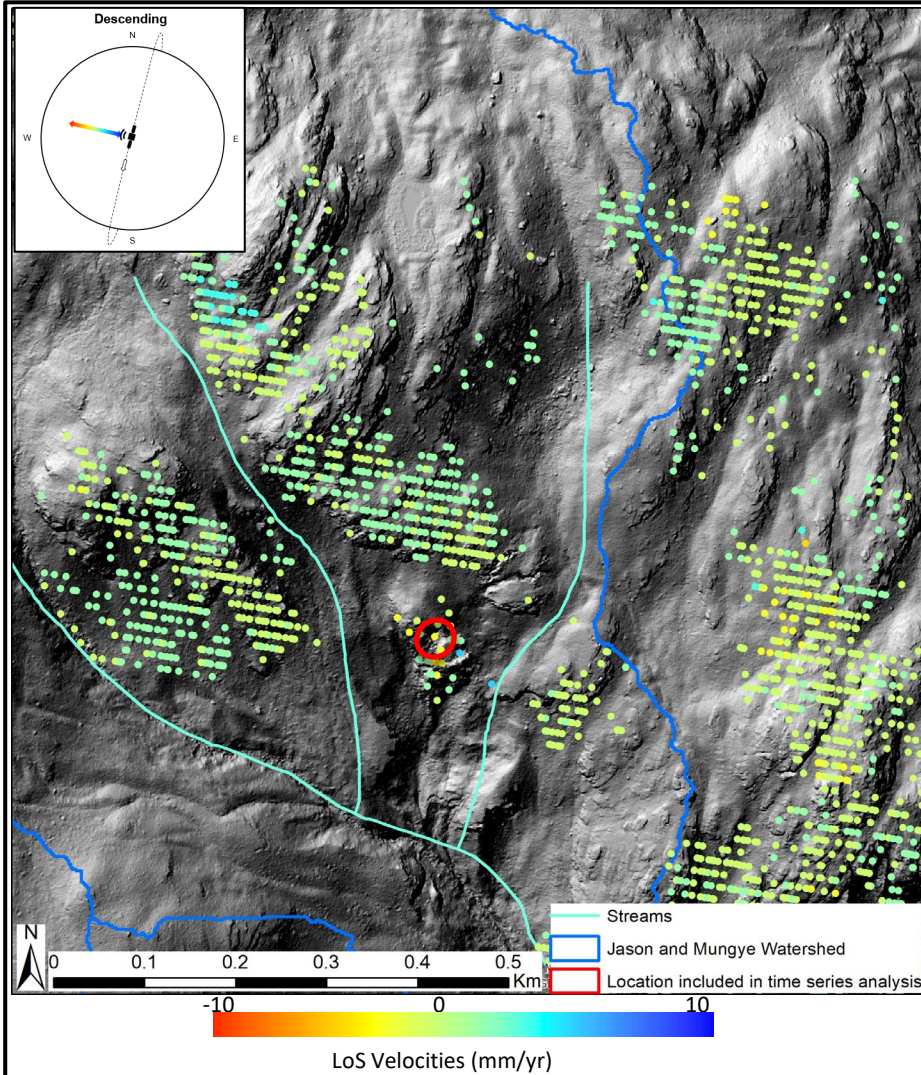 Descending
N
W
E
S
N
0 0.1 0.2 0.3 0.4 0.5
Km
Streams
Jason and Mungye Watershed
Location included in time series analysis
-10 0 10
LoS Velocities (mm/yr)